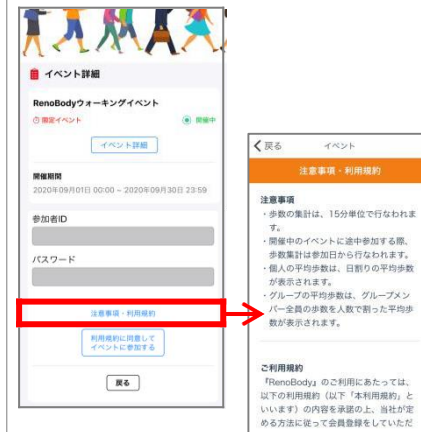 イベント詳細
RenoBodyウォーキングイベント
限定イベント
開催中
イベント詳細
開催期間
2020年09月01日 00:00 ~ 2020年09月30日 23:59
参加者ID
パスワード
注意事項・利用規約
利用規約に同意して
イベントに参加する
戻る
戻る
イベント
注意事項・利用規約
注意事項
・歩数の集計は、15分単位で行なわれま
す。
・開催中のイベントに途中参加する際、
歩数集計は参加日から行なわれます。
・個人の平均歩数は、日割りの平均歩数
が表示されます。
・グループの平均歩数は、グループメン
バー全員の歩数を人数で割った平均歩
数が表示されます。
ご利用規約
『RenoBody』のご利用にあたっては、
以下の利用規約（以下「本利用規約」と
いいます）の内容を承諾の上、当社が定
める方法に従って会員登録をしていただ